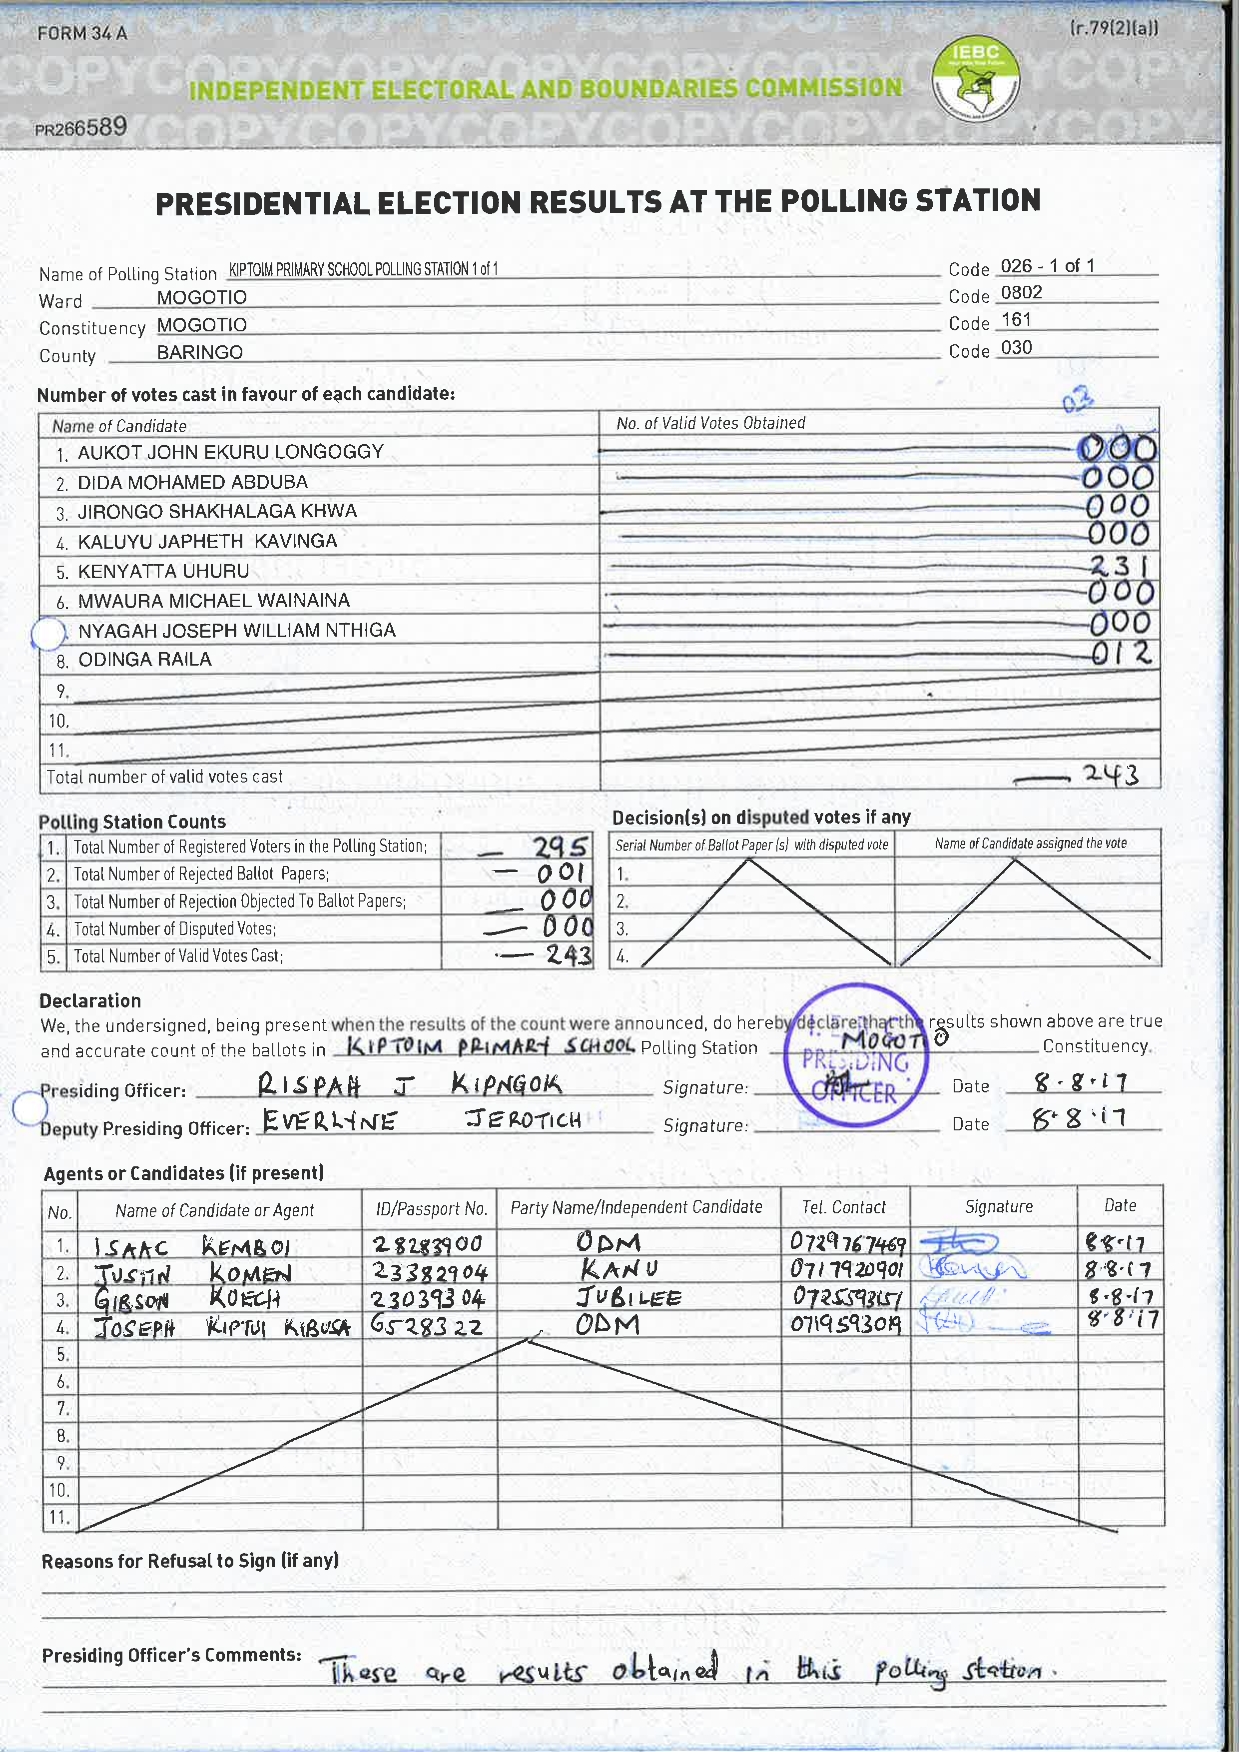 FORM 34 A
(r.79(2)(a))
IEBC
INDEPENDENT ELECTORAL AND BOUNDARIES COMMISSION
PR266589
PRESIDENTIAL ELECTION RESULTS AT THE POLLING STATION
Name of Polling Station KIPTOIM PRIMARY SCHOOL POLLING STATION 1 of 1 Code 026 - 1 of 1
Ward MOGOTIO Code 0802
Constituency MOGOTIO Code 161
County BARINGO Code 030
Number of votes cast in favour of each candidate:
03
Name of Candidate No. of Valid Votes Obtained
1. AUKOT JOHN EKURU LONGOGGY 000
2. DIDA MOHAMED ABDUBA 000
3. JIRONGO SHAKHALAGA KHWA 000
4. KALUYU JAPHETH KAVINGA 000
5. KENYATTA UHURU 231
6. MWAURA MICHAEL WAINAINA 000
NYAGAH JOSEPH WILLIAM NTHIGA 000
8. ODINGA RAILA 012
9.
10.
11.
Total number of valid votes cast — 243
Polling Station Counts
1. Total Number of Registered Voters in the Polling Station; — 295
2. Total Number of Rejected Ballot Papers; — 001
3. Total Number of Rejection Objected To Ballot Papers; — 000
4. Total Number of Disputed Votes; — 000
5. Total Number of Valid Votes Cast; — 243
Decision(s) on disputed votes if any
Serial Number of Ballot Paper (s) with disputed vote Name of Candidate assigned the vote
1.
2.
3.
4.
Declaration
We, the undersigned, being present when the results of the count were announced, do hereby declare that the results shown above are true
and accurate count of the ballots in KIPTOIM PRIMARY SCHOOL Polling Station MOGOTIO Constituency.
PRESIDING OFFICER
Presiding Officer: RISPAH J KIPNGOK Signature: Date 8-8-17
Deputy Presiding Officer: EVERLYNE JEROTICH Signature: Date 8-8-17
Agents or Candidates (if present)
No. Name of Candidate or Agent ID/Passport No. Party Name/Independent Candidate Tel. Contact Signature Date
1. ISAAC KEMBOI 28283900 ODM 0729767469 8-8-17
2. JUSTIN KOMEN 23382904 KANU 0717920901 8-8-17
3. GIBSON KOECH 23039304 JUBILEE 8-8-17
4. JOSEPH KIPTUI KIBUSA 6528322 ODM 0719593019 8-8-17
5.
6.
7.
8.
9.
10.
11.
Reasons for Refusal to Sign (if any)
Presiding Officer's Comments: These are results obtained in this polling station.